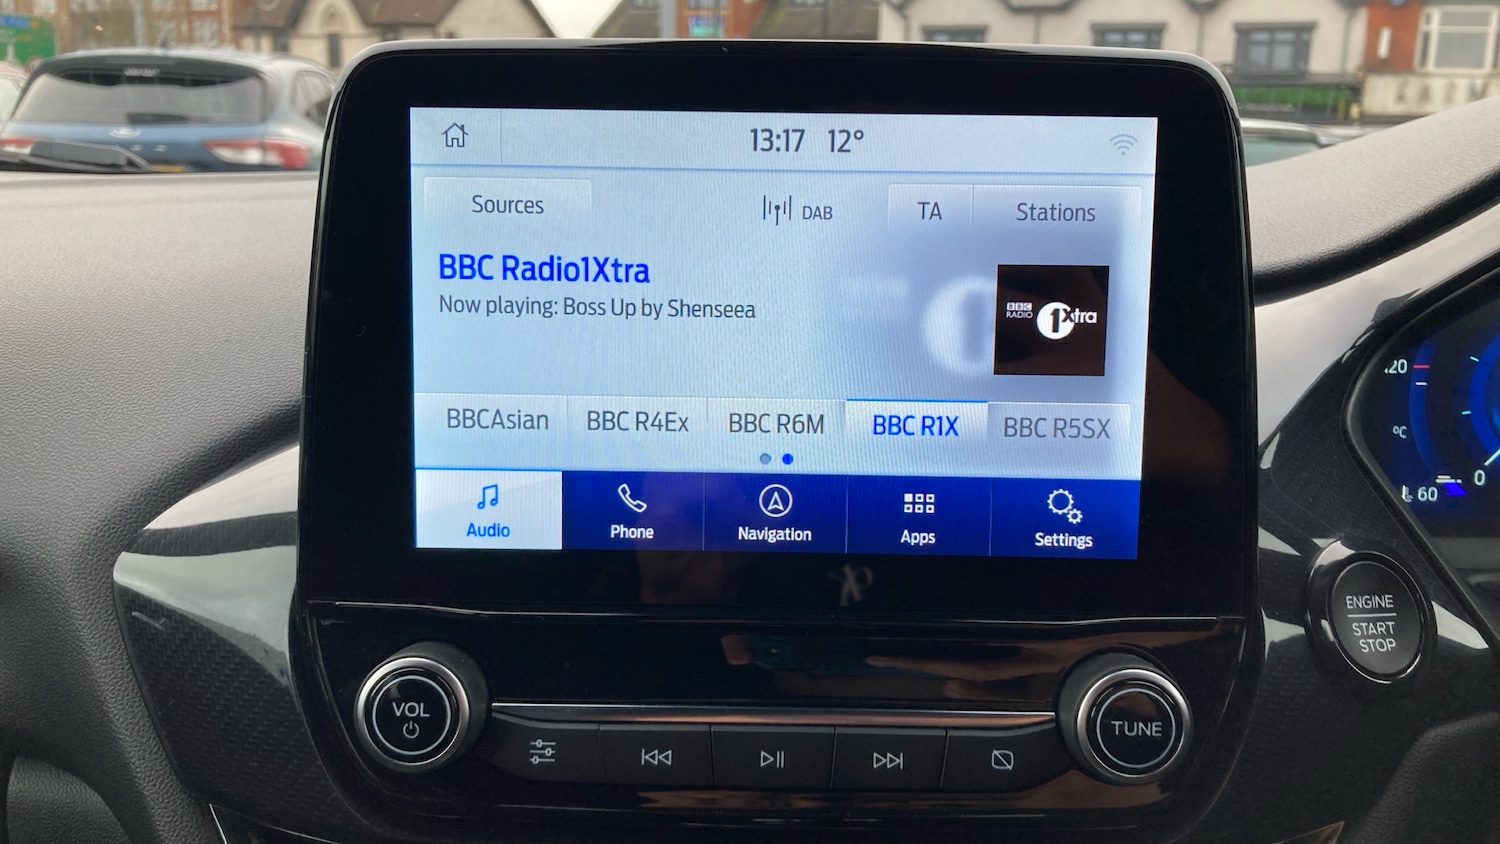 13:17 12°
Sources
DAB
TA
Stations
BBC Radio1Xtra
Now playing: Boss Up by Shenseea
BBC
RADIO
1Xtra
BBCAsian
BBC R4Ex
BBC R6M
BBC R1X
BBC R5SX
Audio
Phone
Navigation
Apps
Settings
VOL
TUNE
ENGINE
START
STOP
°C
60
0